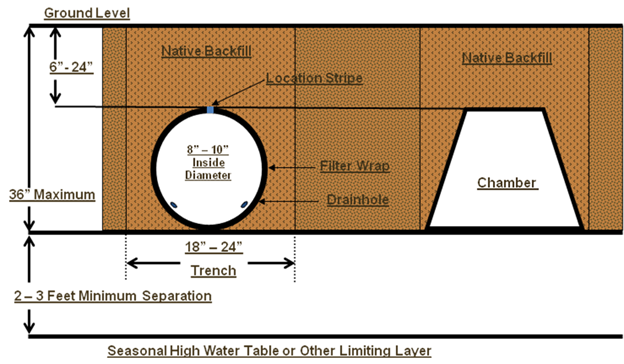 Ground Level
6”- 24”
Native Backfill
Native Backfill
Location Stripe
8” – 10”
Inside
Diameter
Filter Wrap
Drainhole
Chamber
36” Maximum
18” – 24”
Trench
2 – 3 Feet Minimum Separation
Seasonal High Water Table or Other Limiting Layer